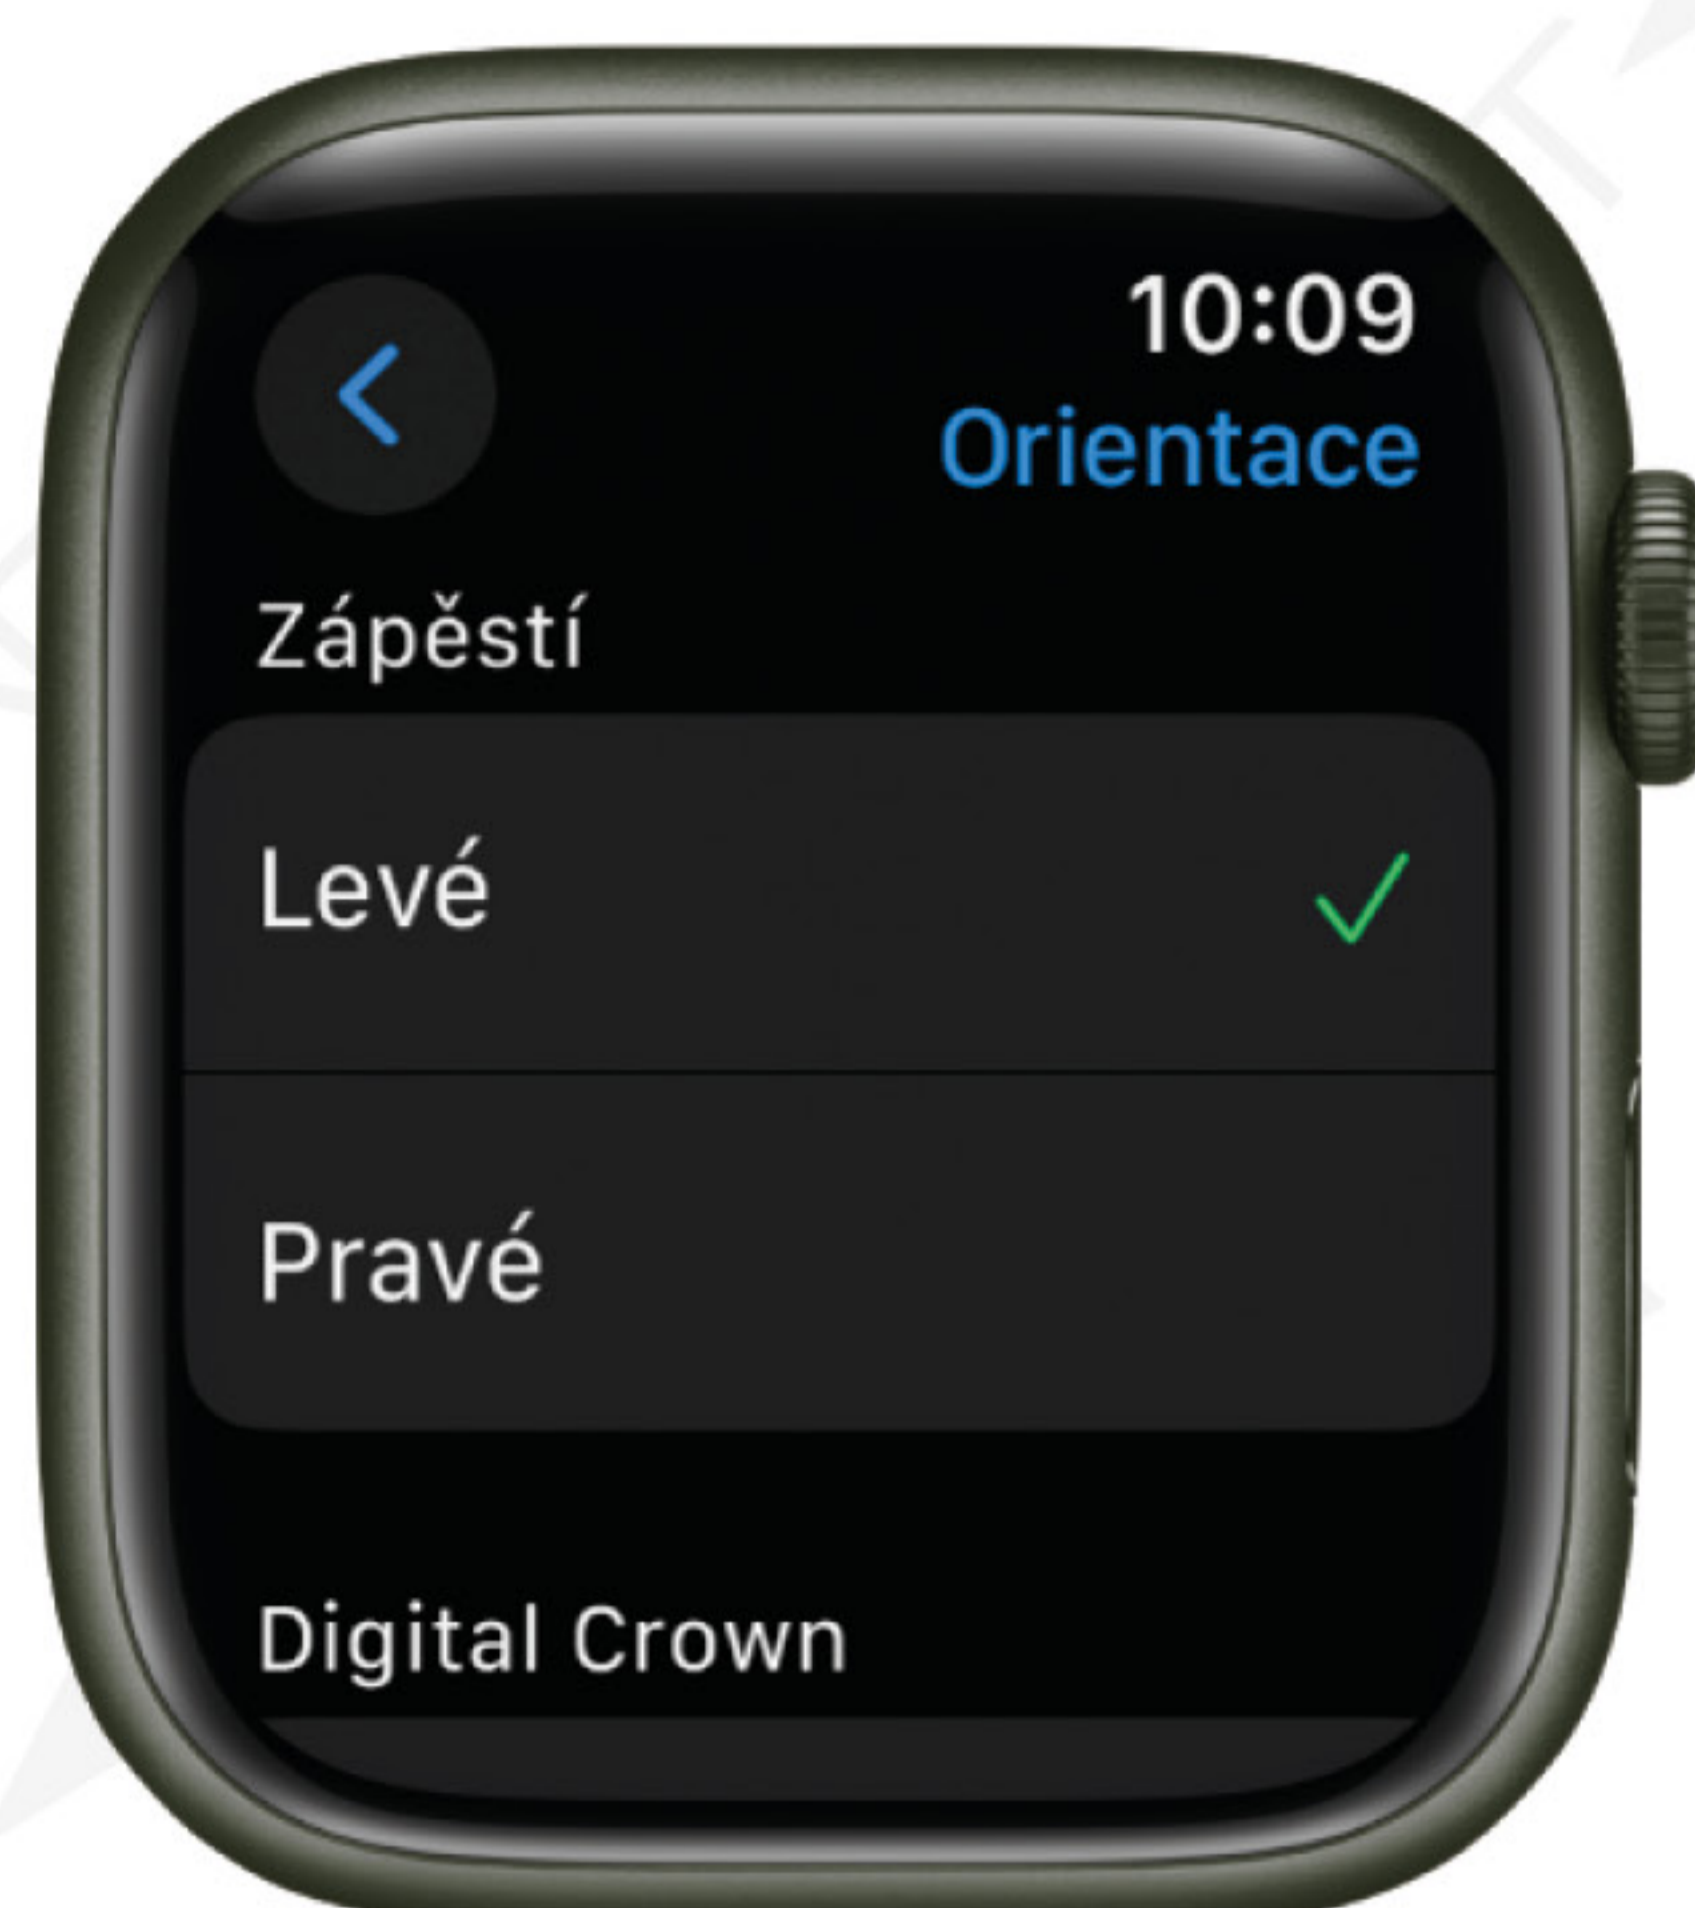 10:09
Orientace
Zápěstí
Levé
Pravé
Digital Crown